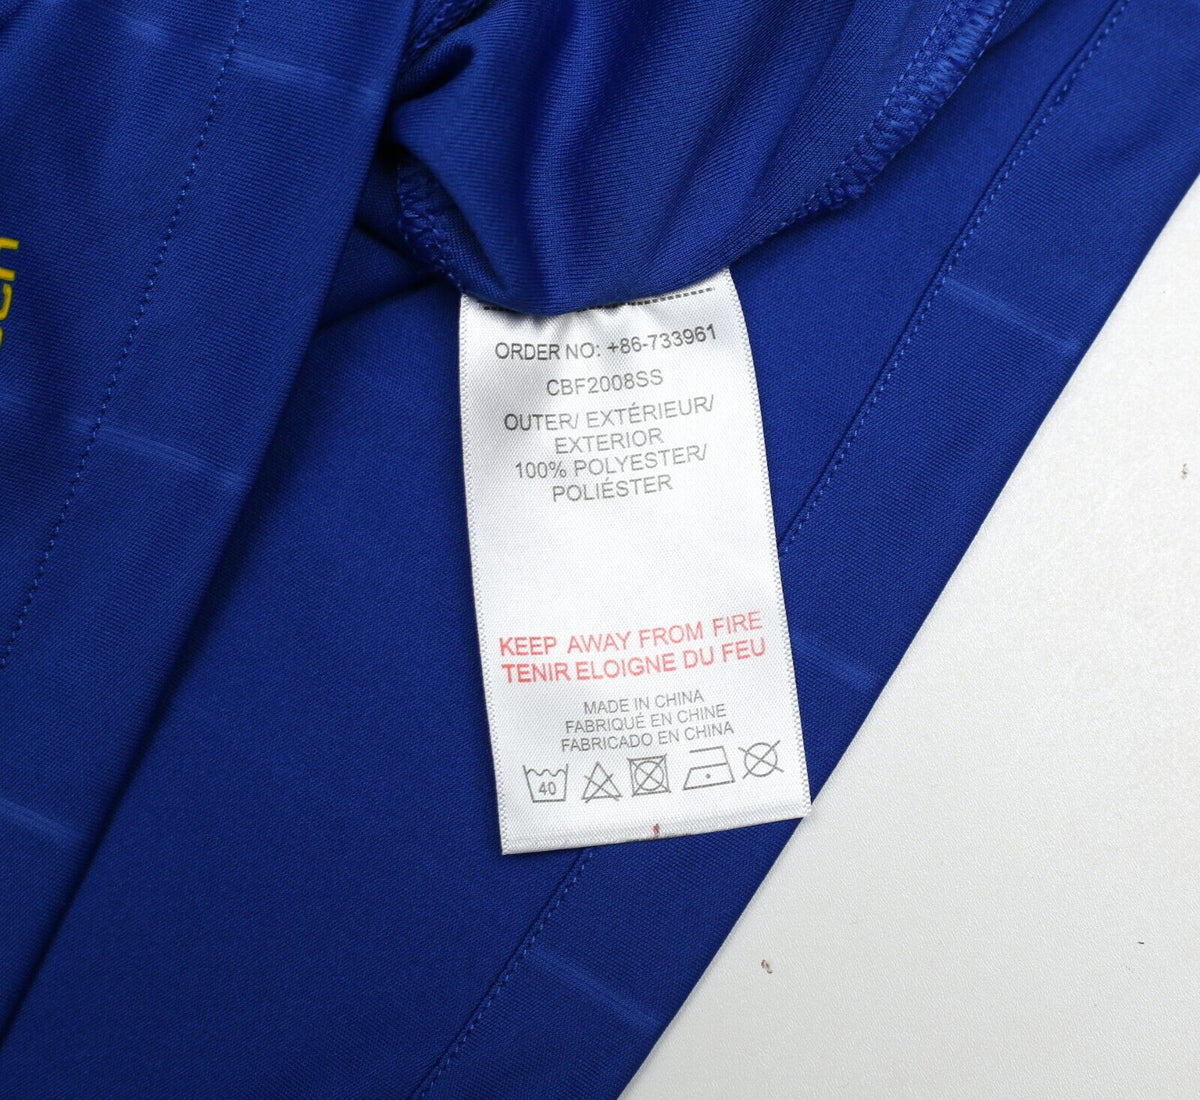 ORDER NO: +86-733961
CBF2008SS
OUTER/ EXTÉRIEUR/
EXTERIOR
100% POLYESTER/
POLIÉSTER
KEEP AWAY FROM FIRE
TENIR ELOIGNE DU FEU
MADE IN CHINA
FABRIQUÉ EN CHINE
FABRICADO EN CHINA
40